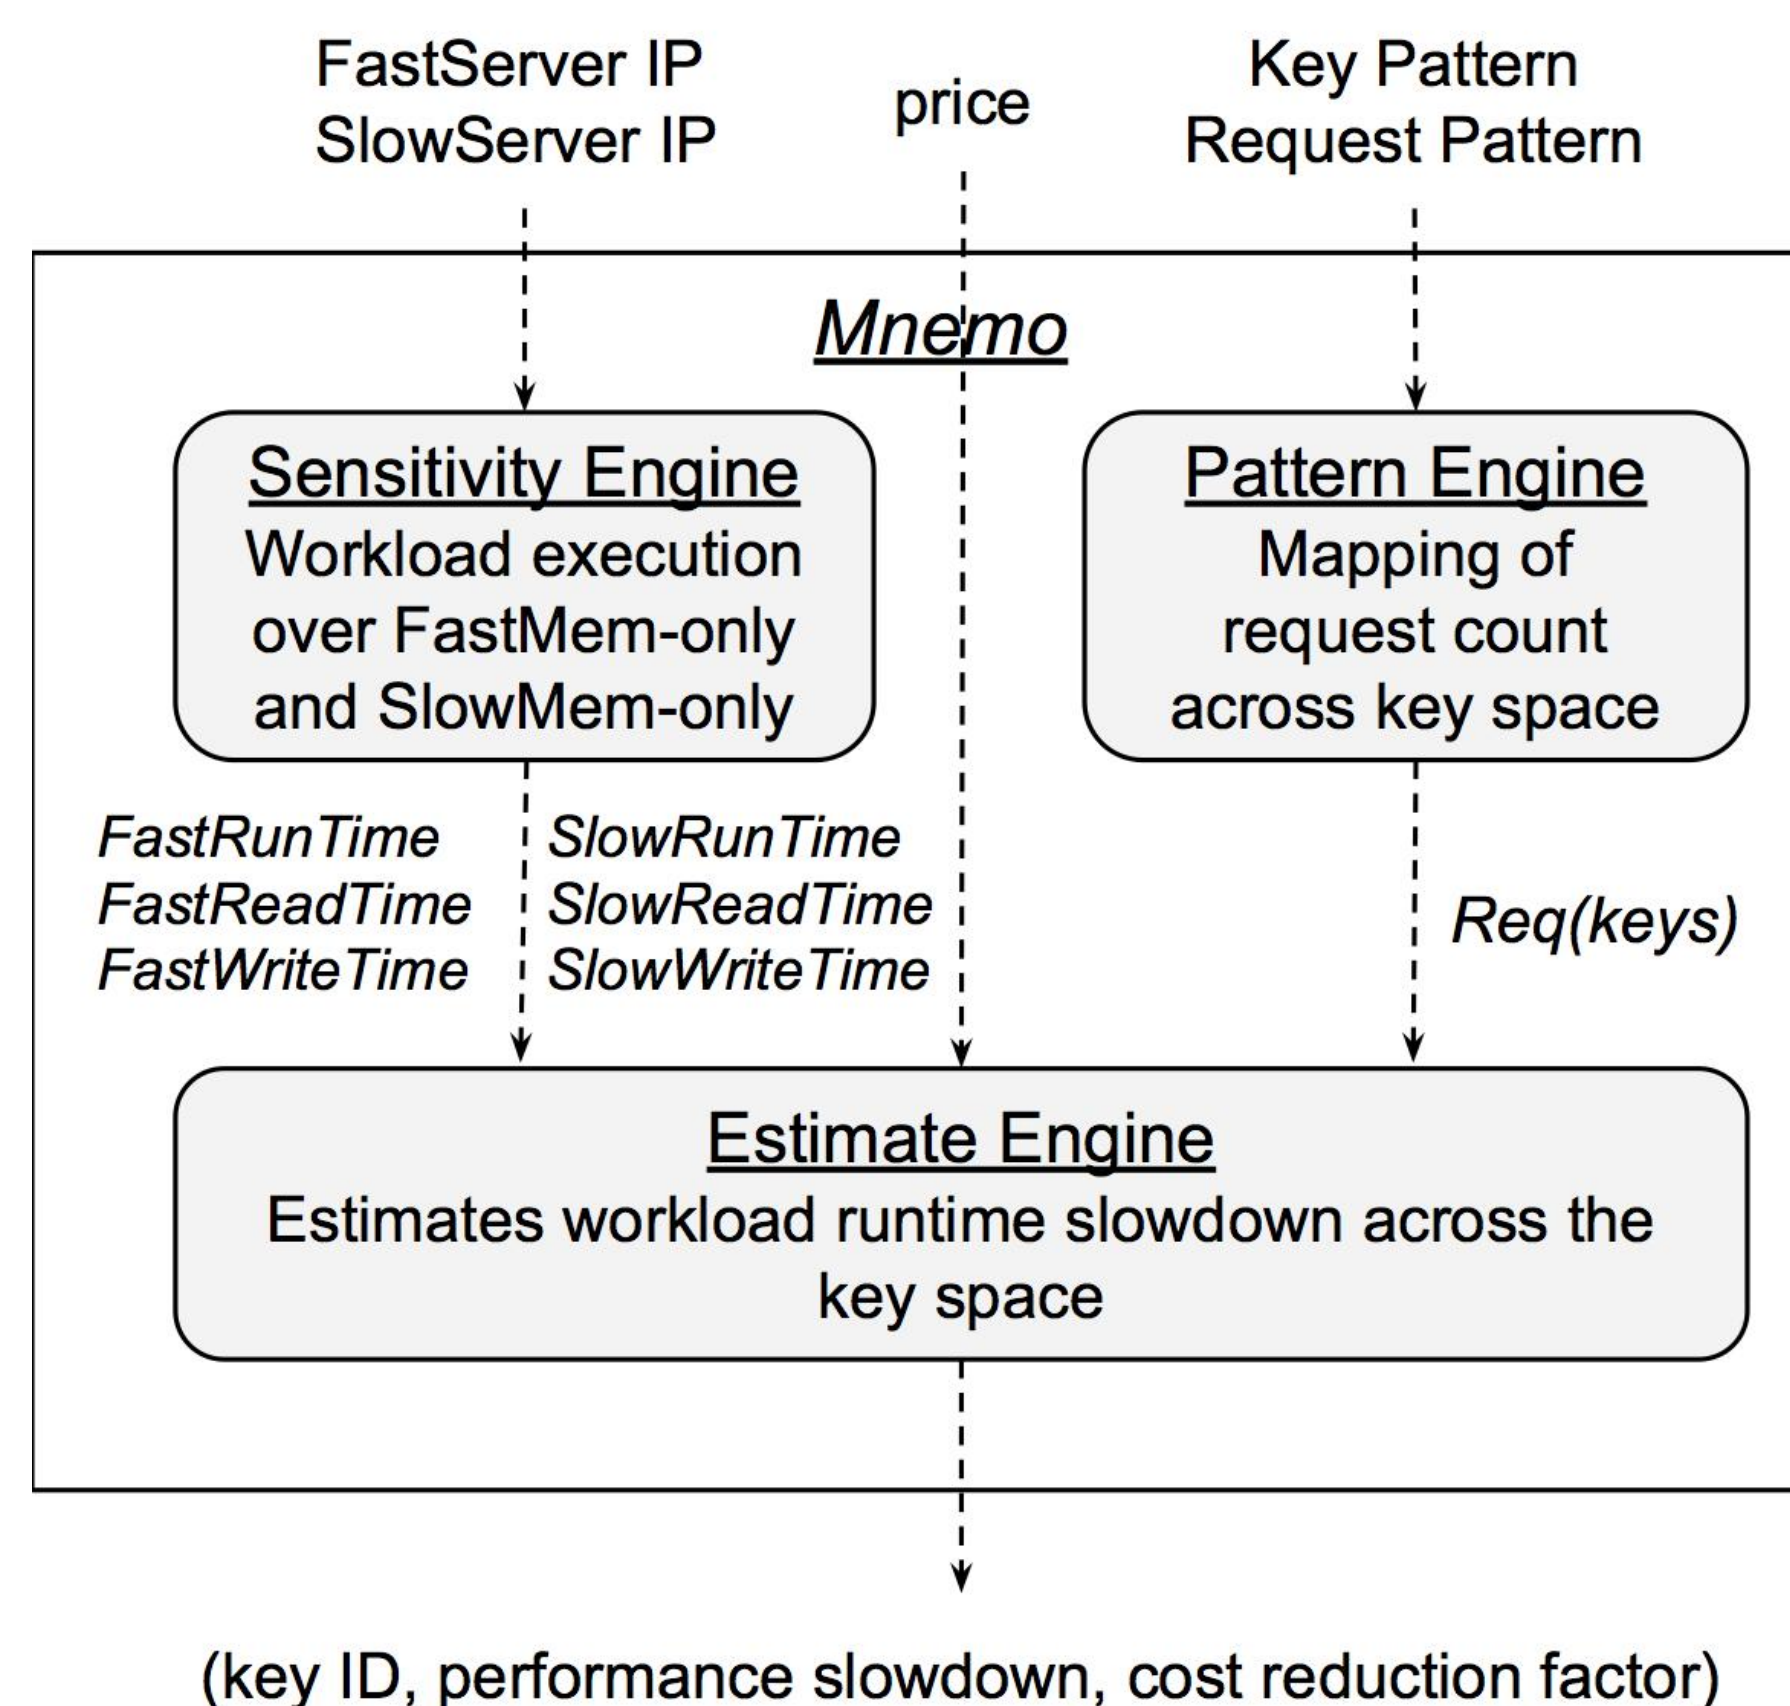 FastServer IP
SlowServer IP
price
Key Pattern
Request Pattern
Mnemo
Sensitivity Engine
Workload execution
over FastMem-only
and SlowMem-only
Pattern Engine
Mapping of
request count
across key space
FastRunTime
FastReadTime
FastWriteTime
SlowRunTime
SlowReadTime
SlowWriteTime
Req(keys)
Estimate Engine
Estimates workload runtime slowdown across the
key space
(key ID, performance slowdown, cost reduction factor)